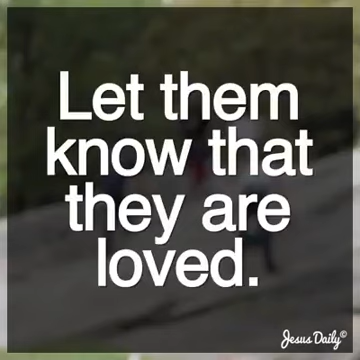 Let them
know that
they are
loved.
Jesus Daily©